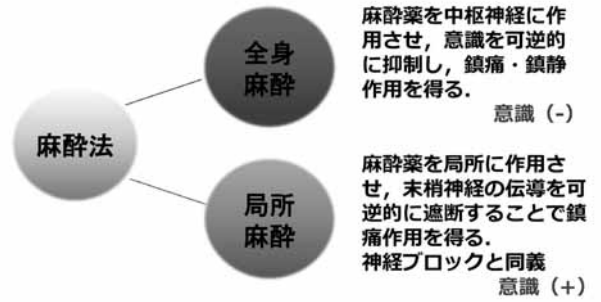 麻酔法
全身
麻酔
麻酔薬を中枢神経に作
用させ，意識を可逆的
に抑制し，鎮痛・鎮静
作用を得る．
意識（-）
局所
麻酔
麻酔薬を局所に作用さ
せ，末梢神経の伝導を可
逆的に遮断することで鎮
痛作用を得る．
神経ブロックと同義
意識（+）